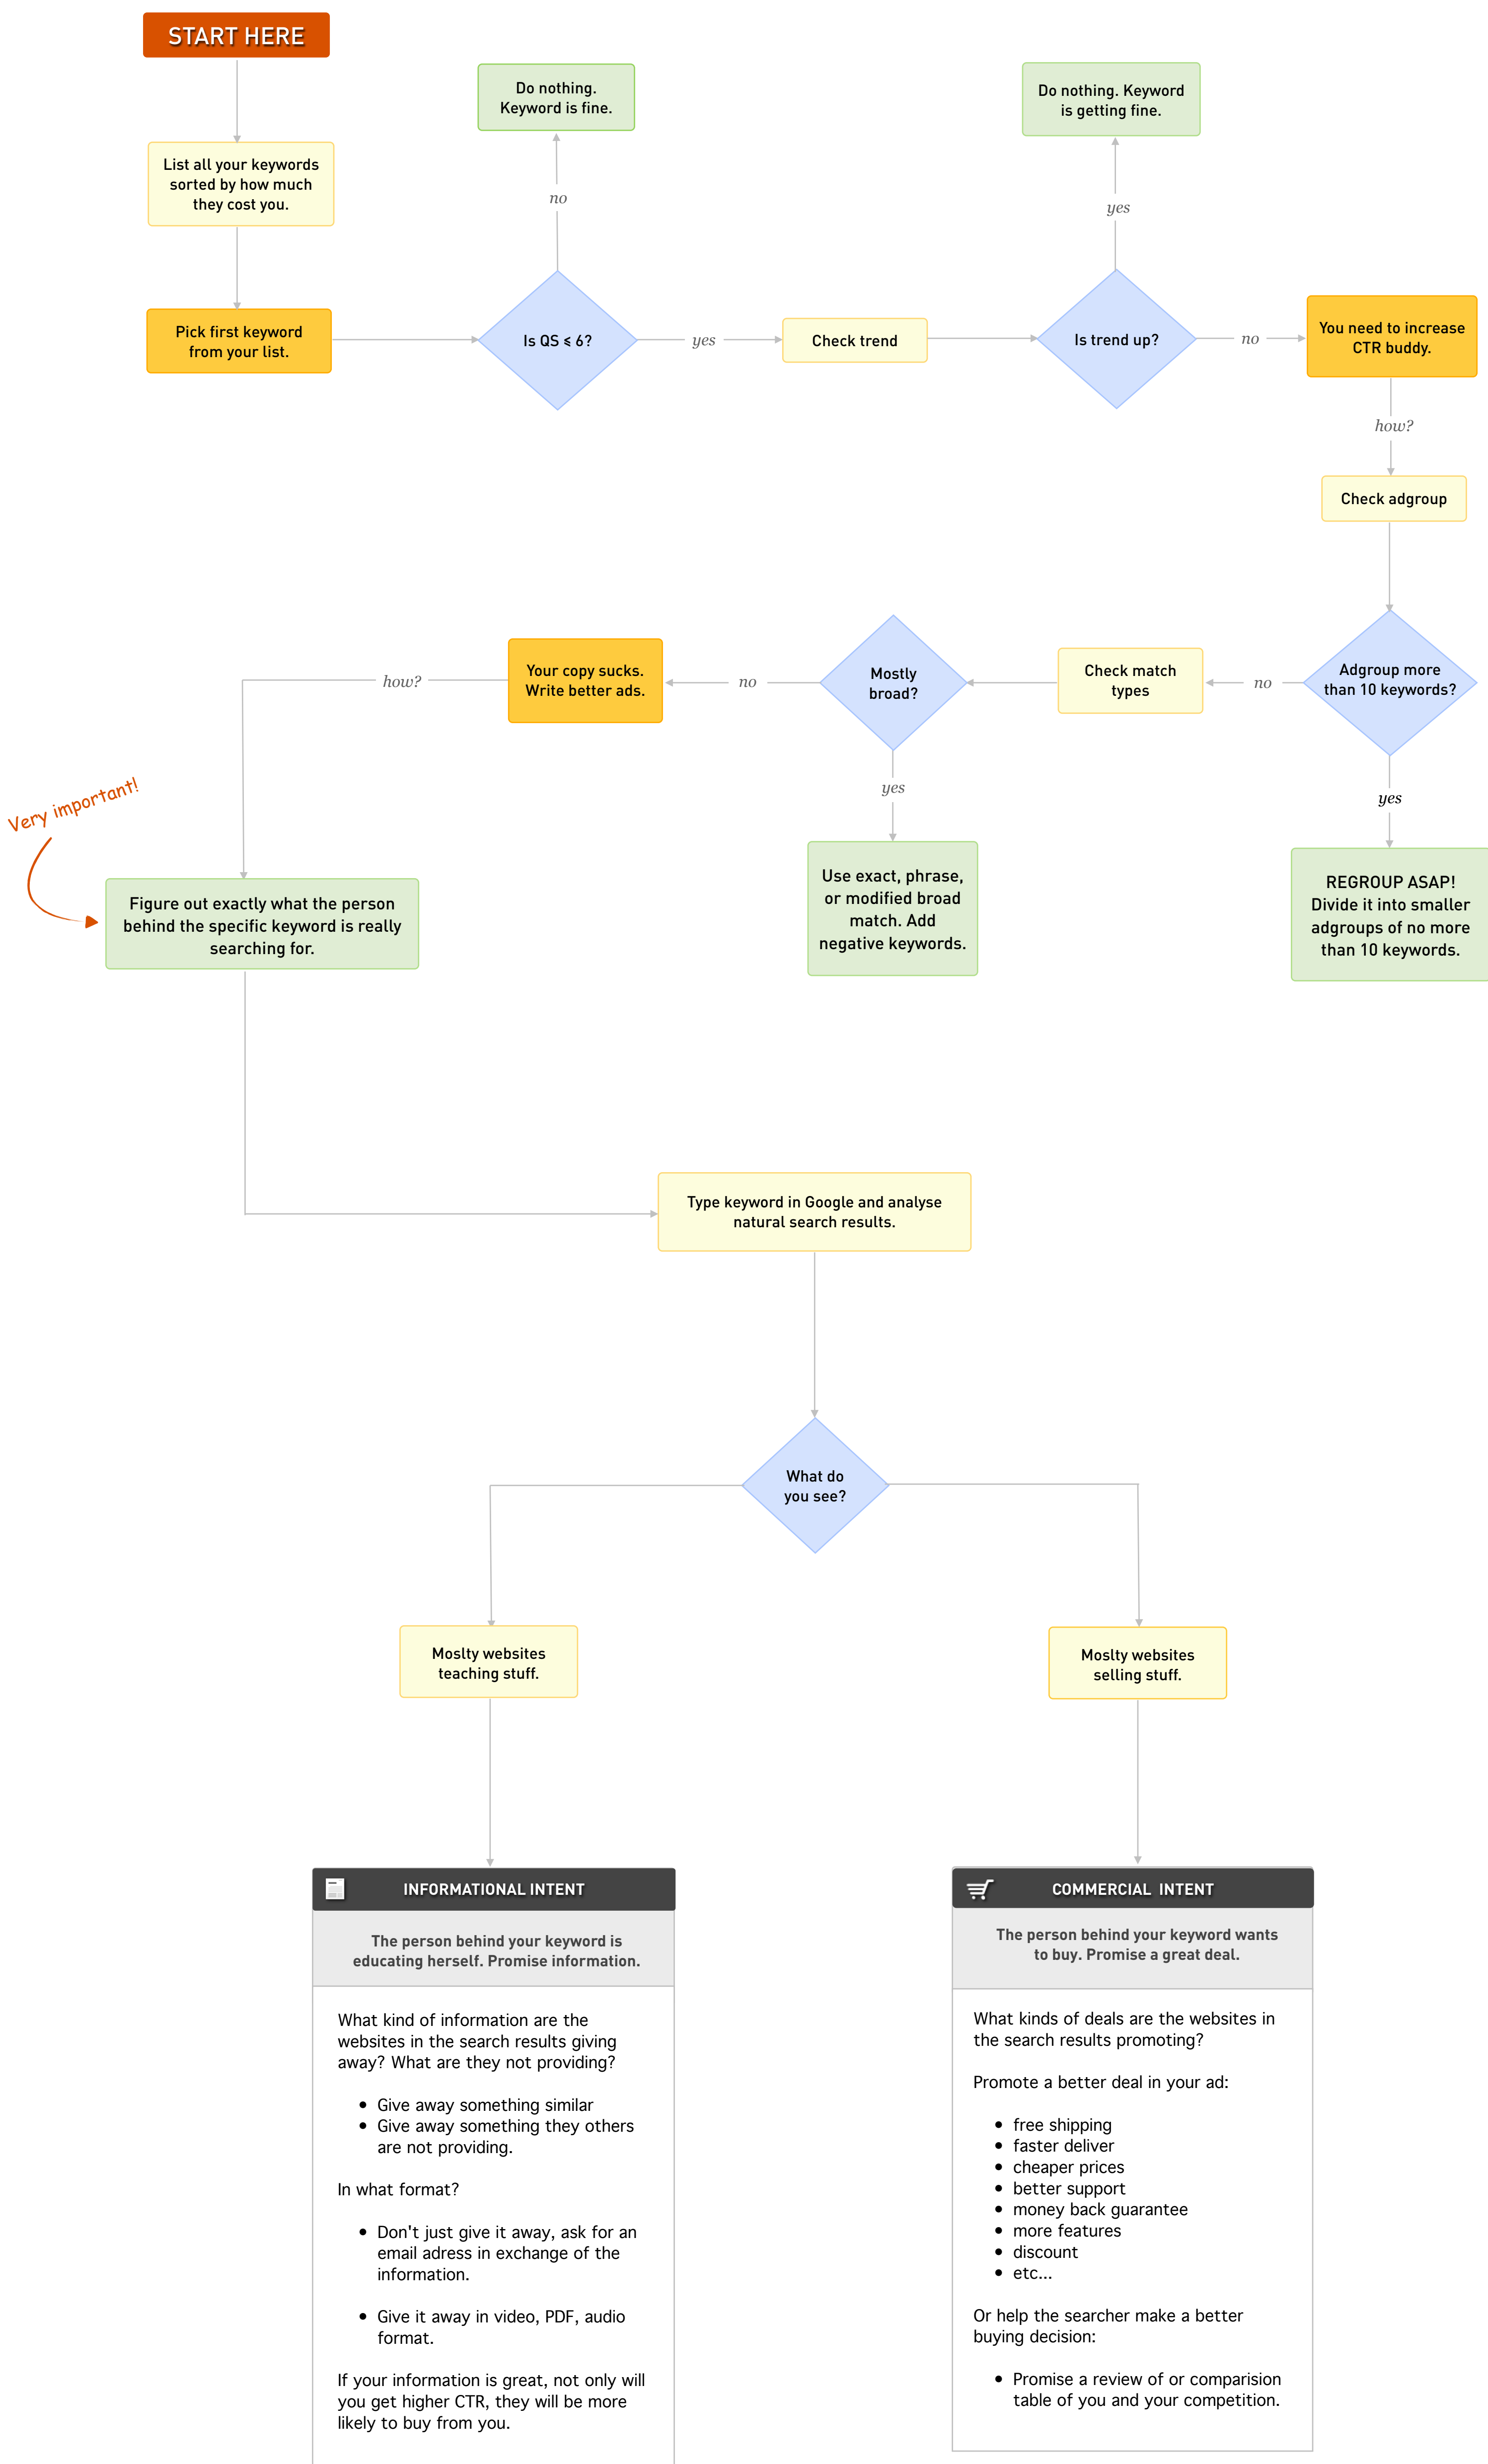 START HERE
List all your keywords
sorted by how much
they cost you.
Pick first keyword
from your list.
Is QS ≤ 6?
no
Do nothing.
Keyword is fine.
yes
Check trend
Is trend up?
yes
Do nothing. Keyword
is getting fine.
no
You need to increase
CTR buddy.
how?
Check adgroup
Adgroup more
than 10 keywords?
yes
REGROUP ASAP!
Divide it into smaller
adgroups of no more
than 10 keywords.
no
Check match
types
Mostly
broad?
yes
Use exact, phrase,
or modified broad
match. Add
negative keywords.
no
Your copy sucks.
Write better ads.
how?
Very important!
Figure out exactly what the person
behind the specific keyword is really
searching for.
Type keyword in Google and analyse
natural search results.
What do
you see?
Moslty websites
teaching stuff.
Moslty websites
selling stuff.
INFORMATIONAL INTENT
The person behind your keyword is
educating herself. Promise information.
What kind of information are the
websites in the search results giving
away? What are they not providing?
• Give away something similar
• Give away something they others
are not providing.
In what format?
• Don't just give it away, ask for an
email adress in exchange of the
information.
• Give it away in video, PDF, audio
format.
If your information is great, not only will
you get higher CTR, they will be more
likely to buy from you.
COMMERCIAL INTENT
The person behind your keyword wants
to buy. Promise a great deal.
What kinds of deals are the websites in
the search results promoting?
Promote a better deal in your ad:
• free shipping
• faster deliver
• cheaper prices
• better support
• money back guarantee
• more features
• discount
• etc...
Or help the searcher make a better
buying decision:
• Promise a review of or comparision
table of you and your competition.